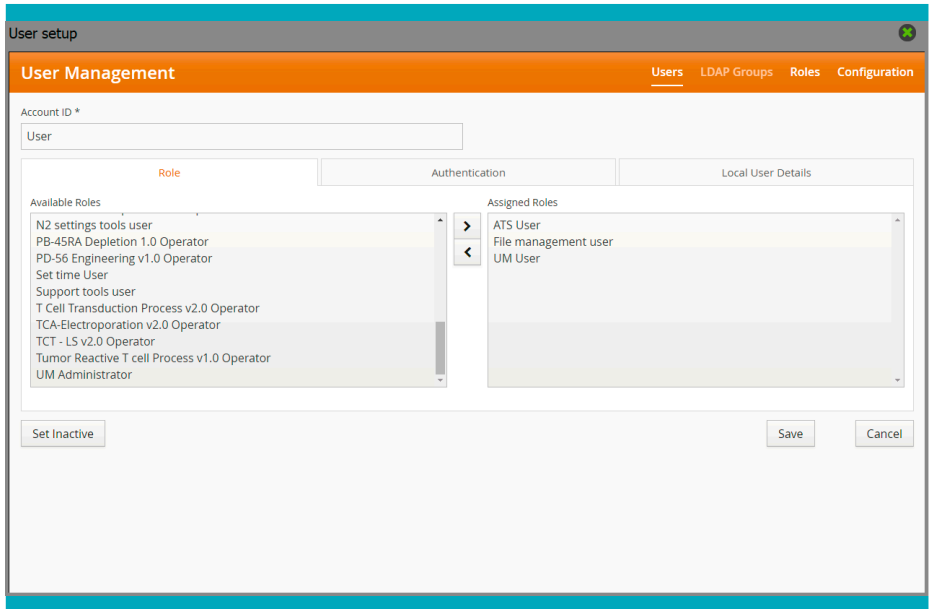 User setup
User Management
Users LDAP Groups Roles Configuration
Account ID *
User
Role Authentication Local User Details
Available Roles
N2 settings tools user
PB-45RA Depletion 1.0 Operator
PD-56 Engineering v1.0 Operator
Set time User
Support tools user
T Cell Transduction Process v2.0 Operator
TCA-Electroporation v2.0 Operator
TCT - LS v2.0 Operator
Tumor Reactive T cell Process v1.0 Operator
UM Administrator
Assigned Roles
ATS User
File management user
UM User
Set Inactive Save Cancel